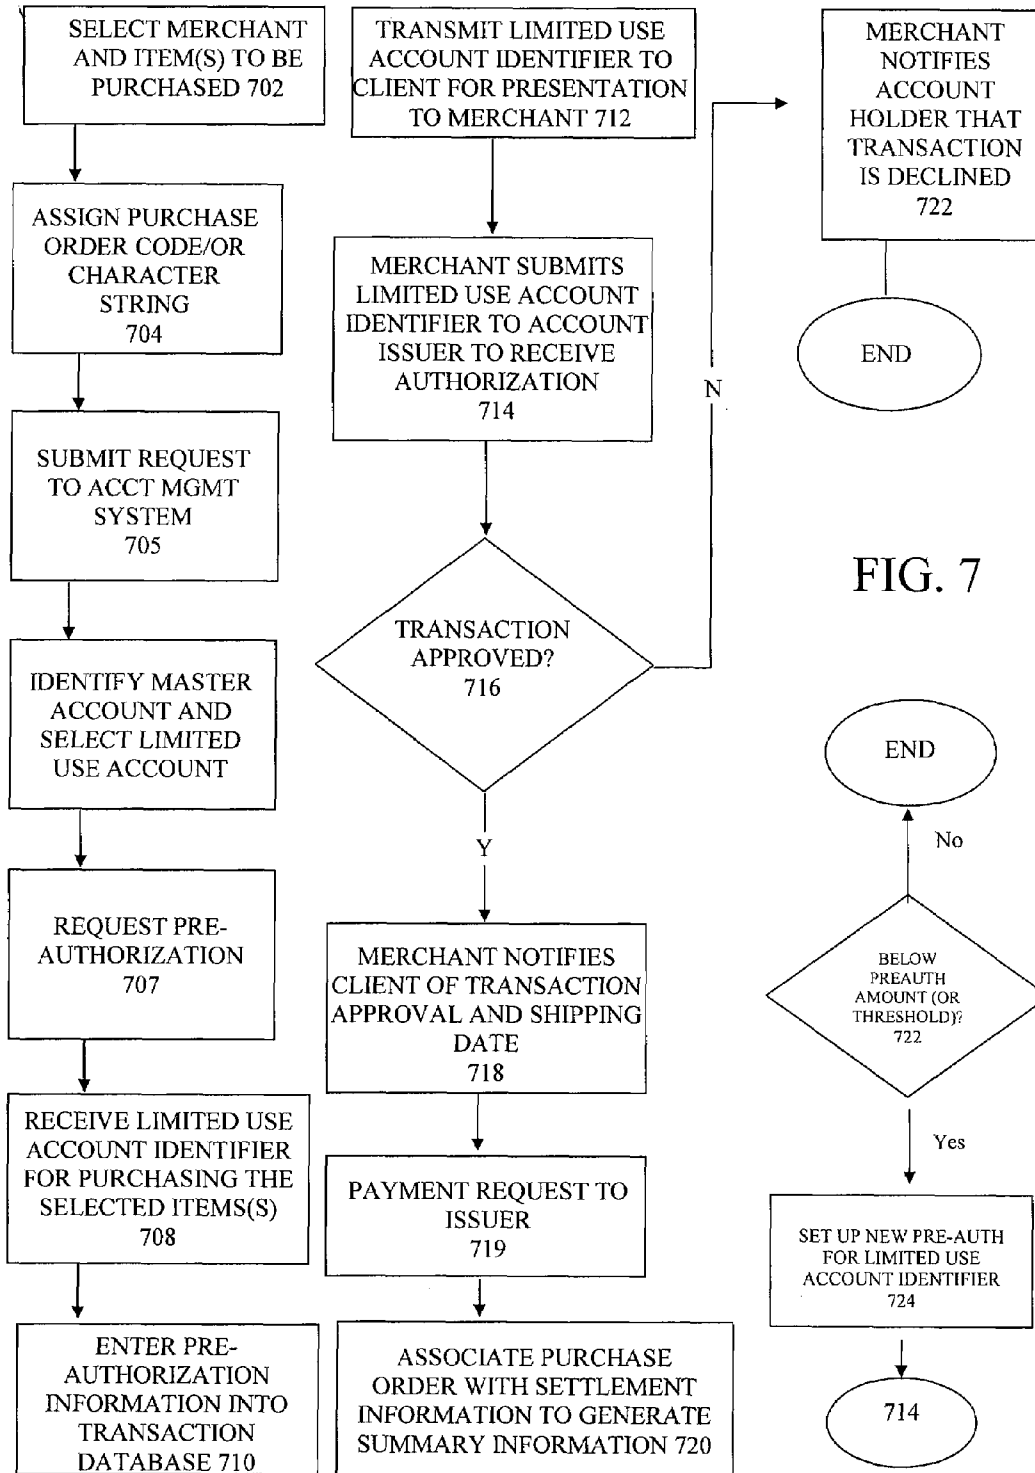 SELECT MERCHANT
AND ITEM(S) TO BE
PURCHASED 702
ASSIGN PURCHASE
ORDER CODE/OR
CHARACTER
STRING
704
SUBMIT REQUEST
TO ACCT MGMT
SYSTEM
705
IDENTIFY MASTER
ACCOUNT AND
SELECT LIMITED
USE ACCOUNT
REQUEST PRE-
AUTHORIZATION
707
RECEIVE LIMITED USE
ACCOUNT IDENTIFIER
FOR PURCHASING THE
SELECTED ITEMS(S)
708
ENTER PRE-
AUTHORIZATION
INFORMATION INTO
TRANSACTION
DATABASE 710
TRANSMIT LIMITED USE
ACCOUNT IDENTIFIER TO
CLIENT FOR PRESENTATION
TO MERCHANT 712
MERCHANT SUBMITS
LIMITED USE ACCOUNT
IDENTIFIER TO ACCOUNT
ISSUER TO RECEIVE
AUTHORIZATION
714
TRANSACTION
APPROVED?
716
N
Y
MERCHANT NOTIFIES
CLIENT OF TRANSACTION
APPROVAL AND SHIPPING
DATE
718
PAYMENT REQUEST TO
ISSUER
719
ASSOCIATE PURCHASE
ORDER WITH SETTLEMENT
INFORMATION TO GENERATE
SUMMARY INFORMATION 720
MERCHANT
NOTIFIES
ACCOUNT
HOLDER THAT
TRANSACTION
IS DECLINED
722
END
FIG. 7
END
No
BELOW
PREAUTH
AMOUNT (OR
THRESHOLD)?
722
Yes
SET UP NEW PRE-AUTH
FOR LIMITED USE
ACCOUNT IDENTIFIER
724
714